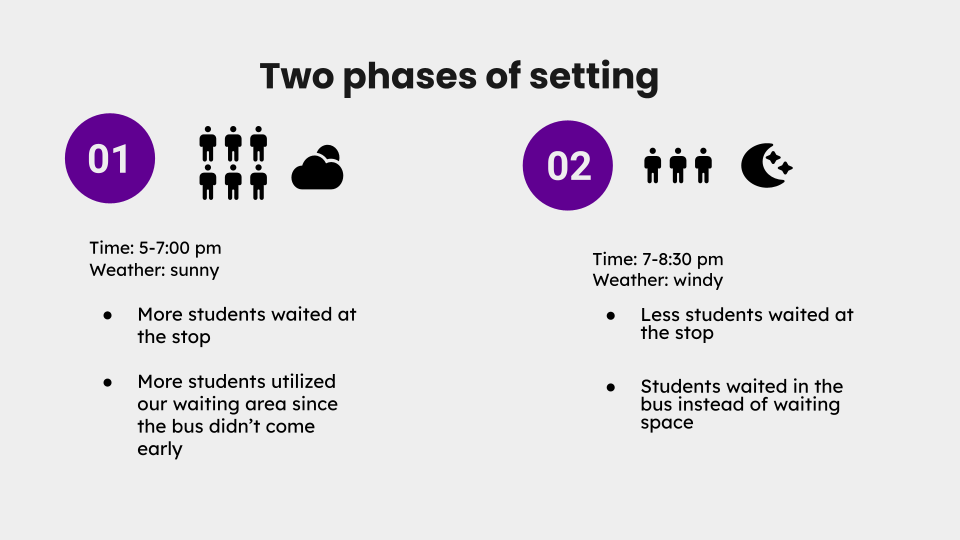 Two phases of setting
01
Time: 5-7:00 pm
Weather: sunny
● More students waited at
the stop
● More students utilized
our waiting area since
the bus didn’t come
early
02
Time: 7-8:30 pm
Weather: windy
● Less students waited at
the stop
● Students waited in the
bus instead of waiting
space